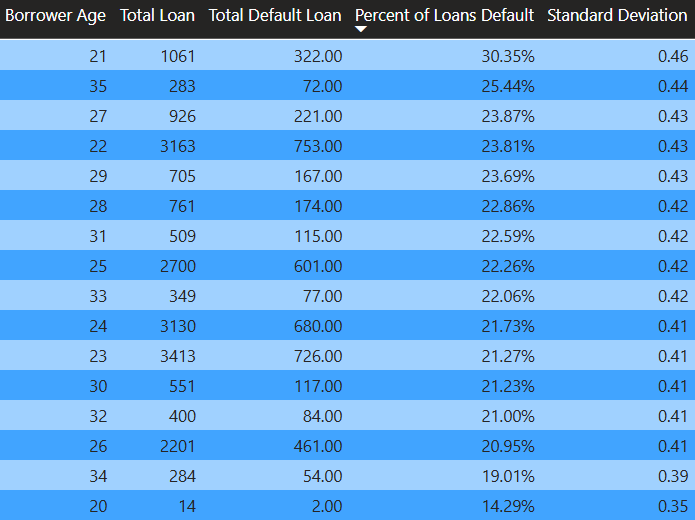 Borrower Age Total Loan Total Default Loan Percent of Loans Default Standard Deviation
21 1061 322.00 30.35% 0.46
35 283 72.00 25.44% 0.44
27 926 221.00 23.87% 0.43
22 3163 753.00 23.81% 0.43
29 705 167.00 23.69% 0.43
28 761 174.00 22.86% 0.42
31 509 115.00 22.59% 0.42
25 2700 601.00 22.26% 0.42
33 349 77.00 22.06% 0.42
24 3130 680.00 21.73% 0.41
23 3413 726.00 21.27% 0.41
30 551 117.00 21.23% 0.41
32 400 84.00 21.00% 0.41
26 2201 461.00 20.95% 0.41
34 284 54.00 19.01% 0.39
20 14 2.00 14.29% 0.35